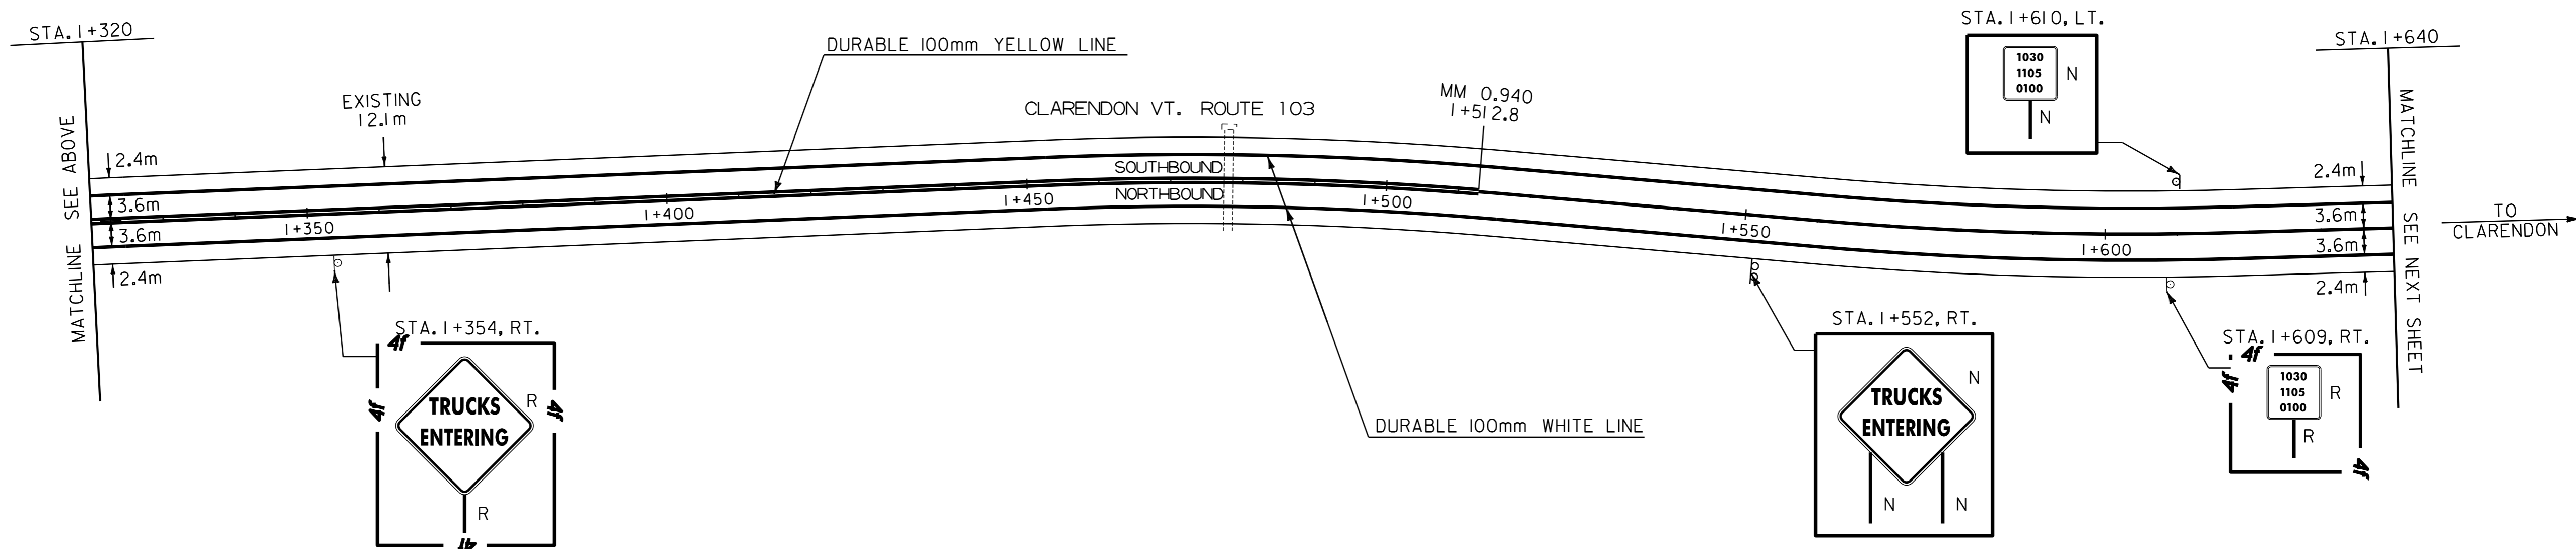 STA. 1+320
MATCHLINE SEE ABOVE
EXISTING
12.1m
2.4m
3.6m
3.6m
2.4m
DURABLE 100mm YELLOW LINE
CLARENDON VT. ROUTE 103
SOUTHBOUND
NORTHBOUND
MM 0.940
1+512.8
1+350
1+400
1+450
1+500
1+550
1+600
STA. 1+354, RT.
4f
4f
TRUCKS
ENTERING
R
4f
R
4f
DURABLE 100mm WHITE LINE
STA. 1+552, RT.
TRUCKS
ENTERING
N
N
N
STA. 1+610, LT.
1030
1105
0100
N
N
STA. 1+609, RT.
4f
4f
1030
1105
0100
R
R
4f
STA. 1+640
MATCHLINE SEE NEXT SHEET
2.4m
3.6m
3.6m
2.4m
TO
CLARENDON